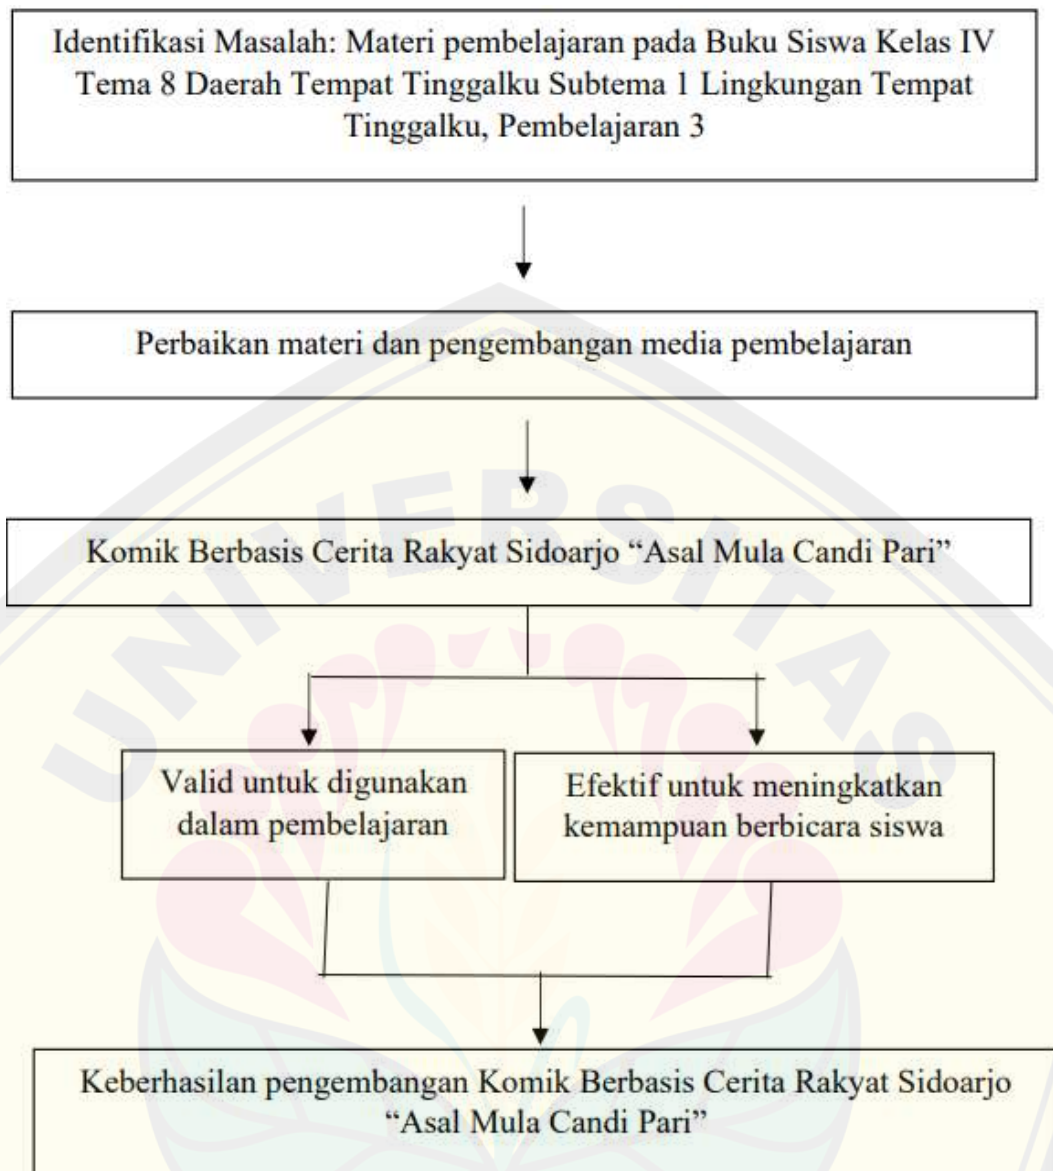 Identifikasi Masalah: Materi pembelajaran pada Buku Siswa Kelas IV
Tema 8 Daerah Tempat Tinggalku Subtema 1 Lingkungan Tempat
Tinggalku, Pembelajaran 3
Perbaikan materi dan pengembangan media pembelajaran
Komik Berbasis Cerita Rakyat Sidoarjo “Asal Mula Candi Pari”
UNIVERSITAS
Valid untuk digunakan
dalam pembelajaran
Efektif untuk meningkatkan
kemampuan berbicara siswa
Keberhasilan pengembangan Komik Berbasis Cerita Rakyat Sidoarjo
“Asal Mula Candi Pari”